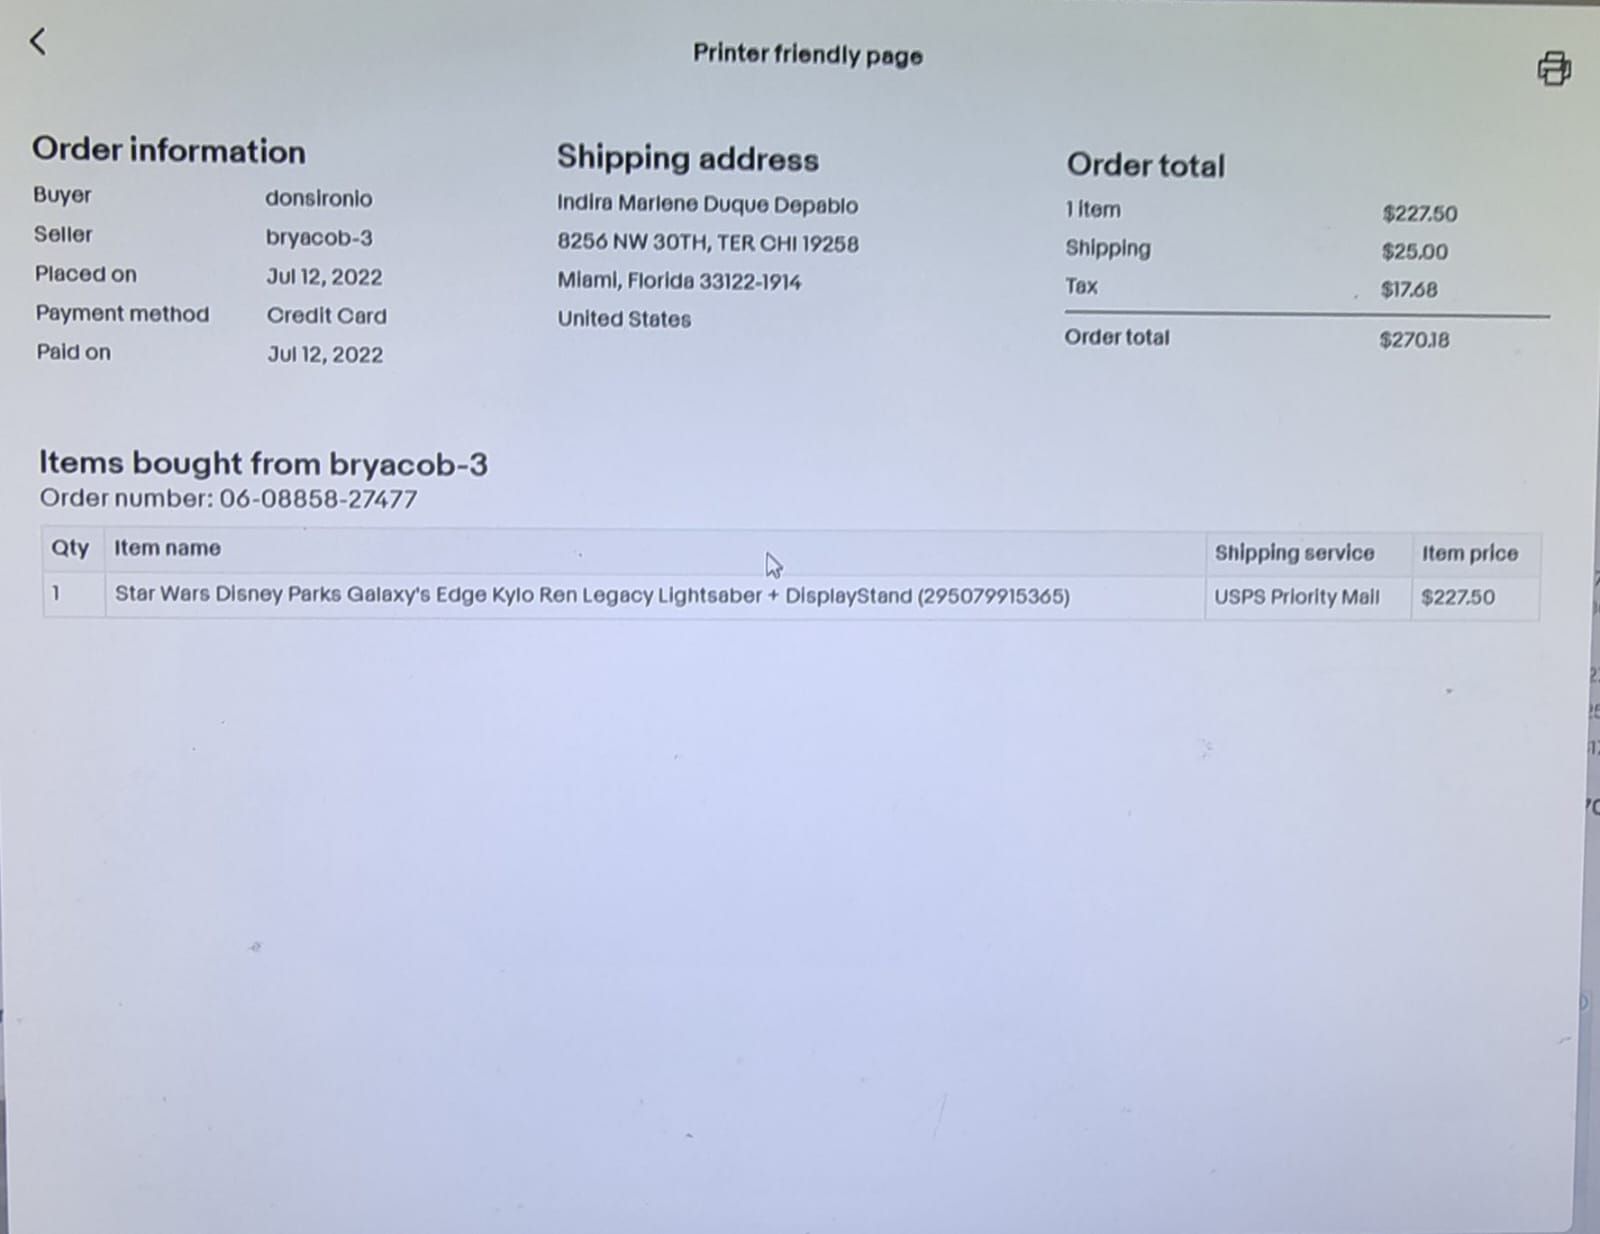 Printer friendly page
Order information
Buyer donsironio
Seller bryacob-3
Placed on Jul 12, 2022
Payment method Credit Card
Paid on Jul 12, 2022
Shipping address
Indira Marlene Duque Depablo
8256 NW 30TH, TER CHI 19258
Miami, Florida 33122-1914
United States
Order total
1 item $227.50
Shipping $25.00
Tax $17.68
Order total $270.18
Items bought from bryacob-3
Order number: 06-08858-27477
Qty Item name Shipping service Item price
1 Star Wars Disney Parks Galaxy's Edge Kylo Ren Legacy Lightsaber + DisplayStand (295079915365) USPS Priority Mail $227.50